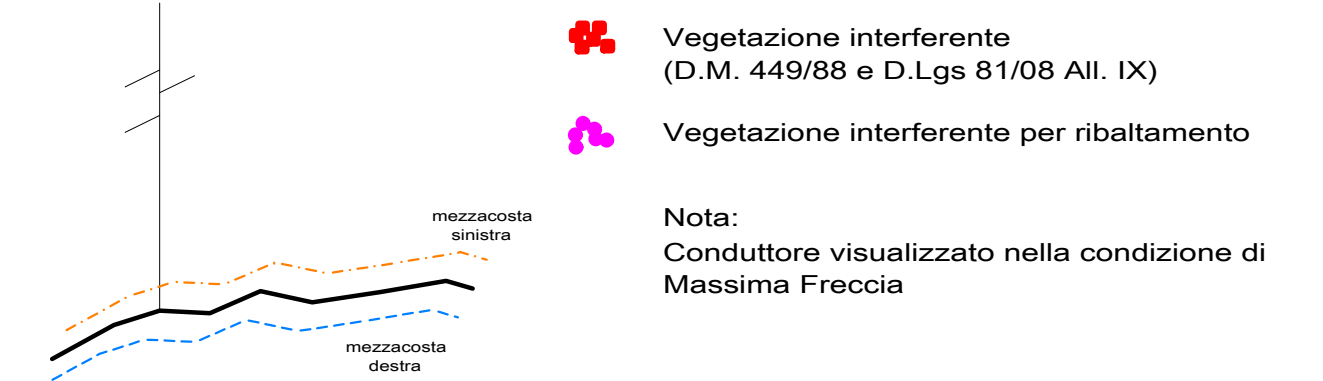 Vegetazione interferente
(D.M. 449/88 e D.Lgs 81/08 All. IX)
Vegetazione interferente per ribaltamento
Nota:
Conduttore visualizzato nella condizione di
Massima Freccia
mezzacosta
sinistra
mezzacosta
destra